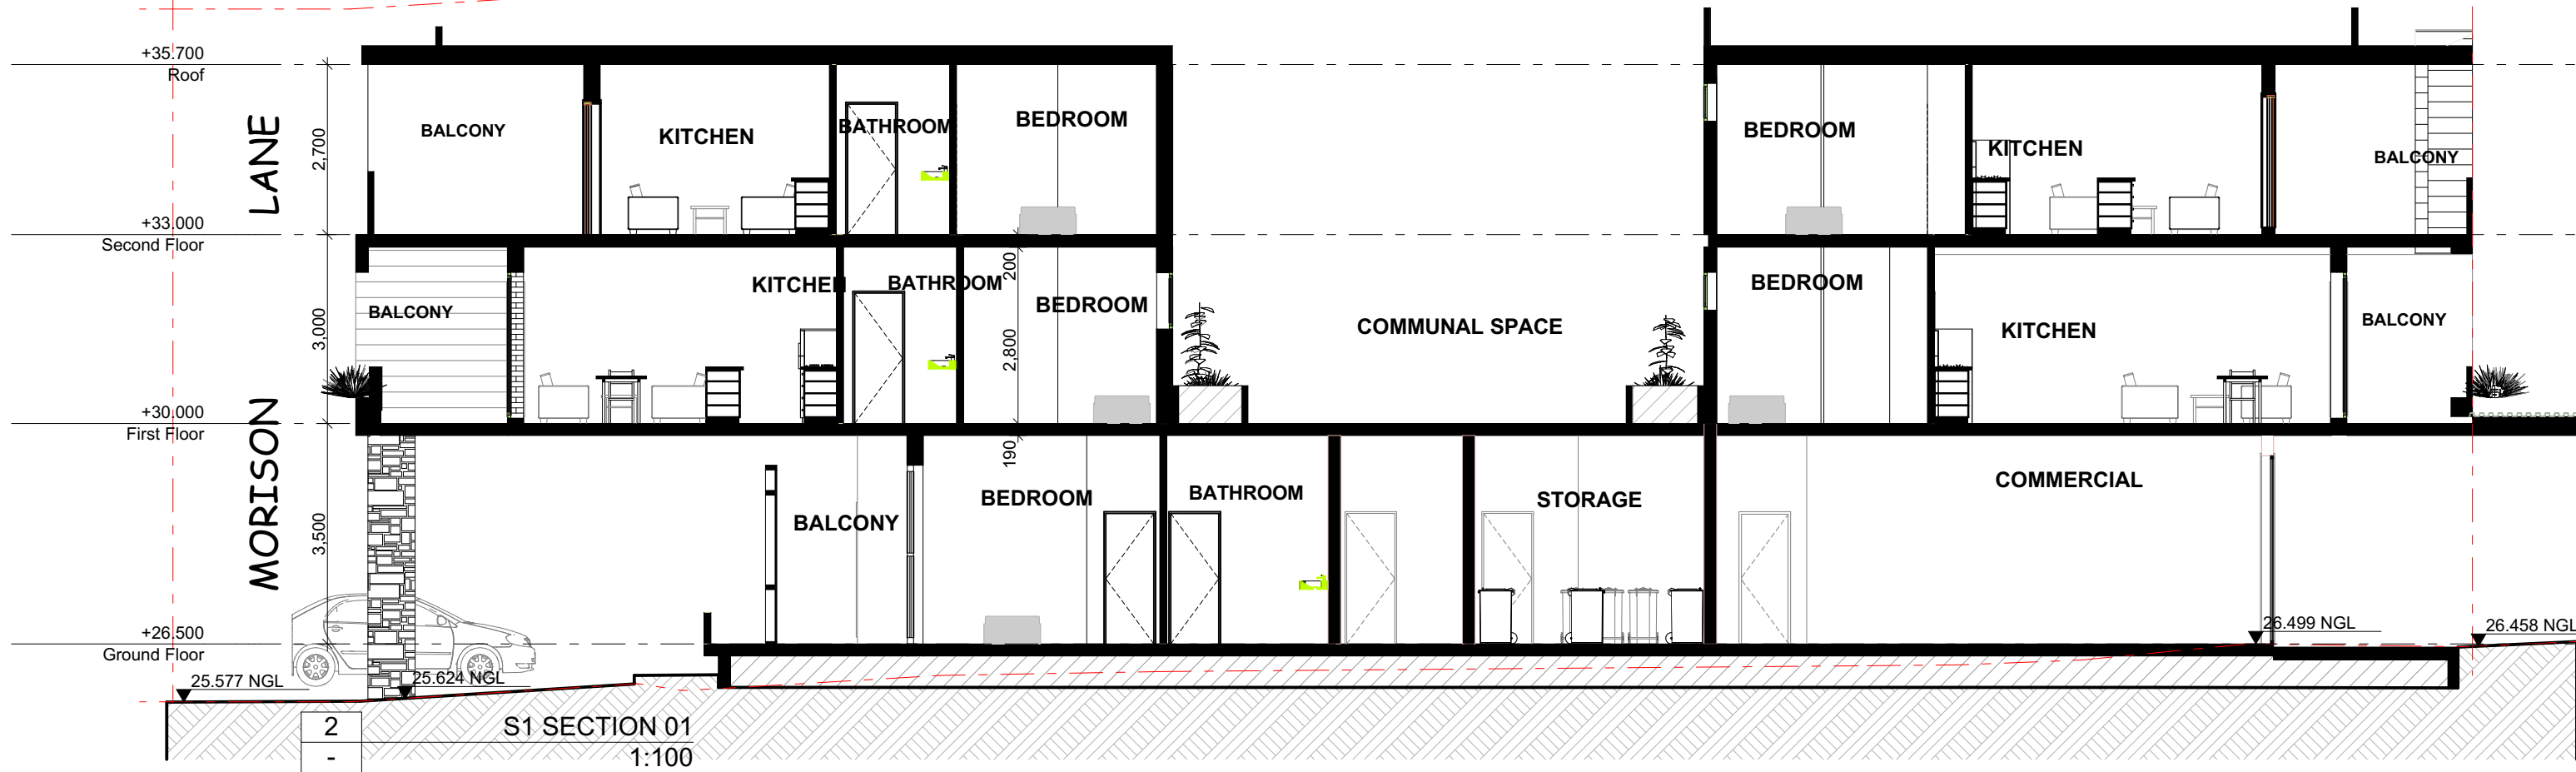 +35.700
Roof
LANE
2,700
BALCONY
KITCHEN
BATHROOM
BEDROOM
BEDROOM
KITCHEN
BALCONY
+33.000
Second Floor
3,000
BALCONY
KITCHEN
BATHROOM
200
2,800
BEDROOM
COMMUNAL SPACE
BEDROOM
KITCHEN
BALCONY
+30.000
First Floor
MORISON
3,500
190
BALCONY
BEDROOM
BATHROOM
STORAGE
COMMERCIAL
+26.500
Ground Floor
26.499 NGL
26.458 NGL
25.577 NGL
25.624 NGL
2
S1 SECTION 01
-
1:100